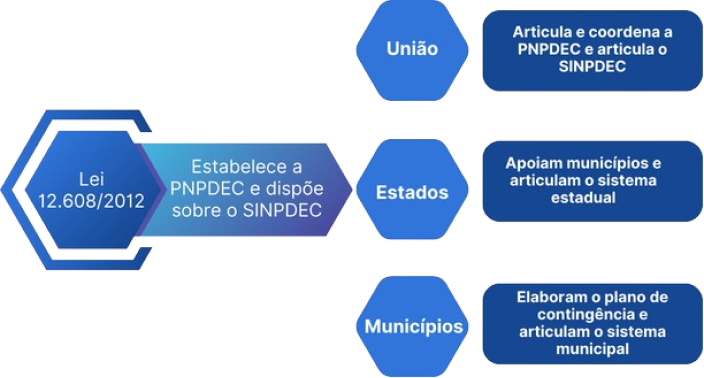 Lei
12.608/2012
Estabelece a
PNPDEC e dispõe
sobre o SINPDEC
União
Articula e coordena a
PNPDEC e articula o
SINPDEC
Estados
Apoiam municípios e
articulam o sistema
estadual
Municípios
Elaboram o plano de
contingência e
articulam o sistema
municipal